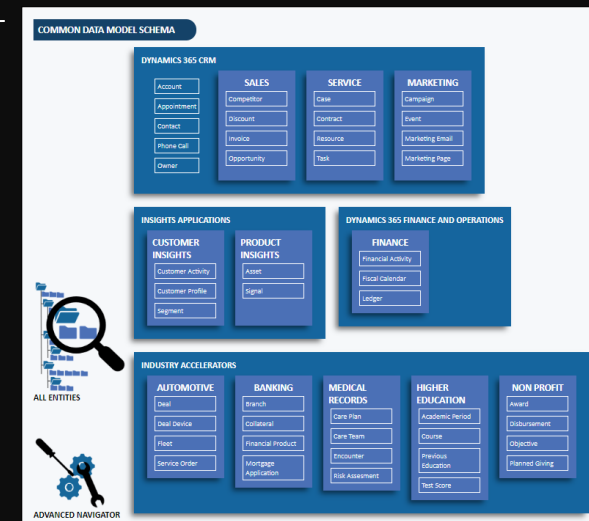 COMMON DATA MODEL SCHEMA
DYNAMICS 365 CRM
Account
Appointment
Contact
Phone Call
Owner
SALES
Competitor
Discount
Invoice
Opportunity
SERVICE
Case
Contract
Resource
Task
MARKETING
Campaign
Event
Marketing Email
Marketing Page
INSIGHTS APPLICATIONS
CUSTOMER
INSIGHTS
Customer Activity
Customer Profile
Segment
PRODUCT
INSIGHTS
Asset
Signal
DYNAMICS 365 FINANCE AND OPERATIONS
FINANCE
Financial Activity
Fiscal Calendar
Ledger
ALL ENTITIES
INDUSTRY ACCELERATORS
AUTOMOTIVE
Deal
Deal Device
Fleet
Service Order
BANKING
Branch
Collateral
Financial Product
Mortgage
Application
MEDICAL
RECORDS
Care Plan
Care Team
Encounter
Risk Assesment
HIGHER
EDUCATION
Academic Period
Course
Previous
Education
Test Score
NON PROFIT
Award
Disbursement
Objective
Planned Giving
ADVANCED NAVIGATOR